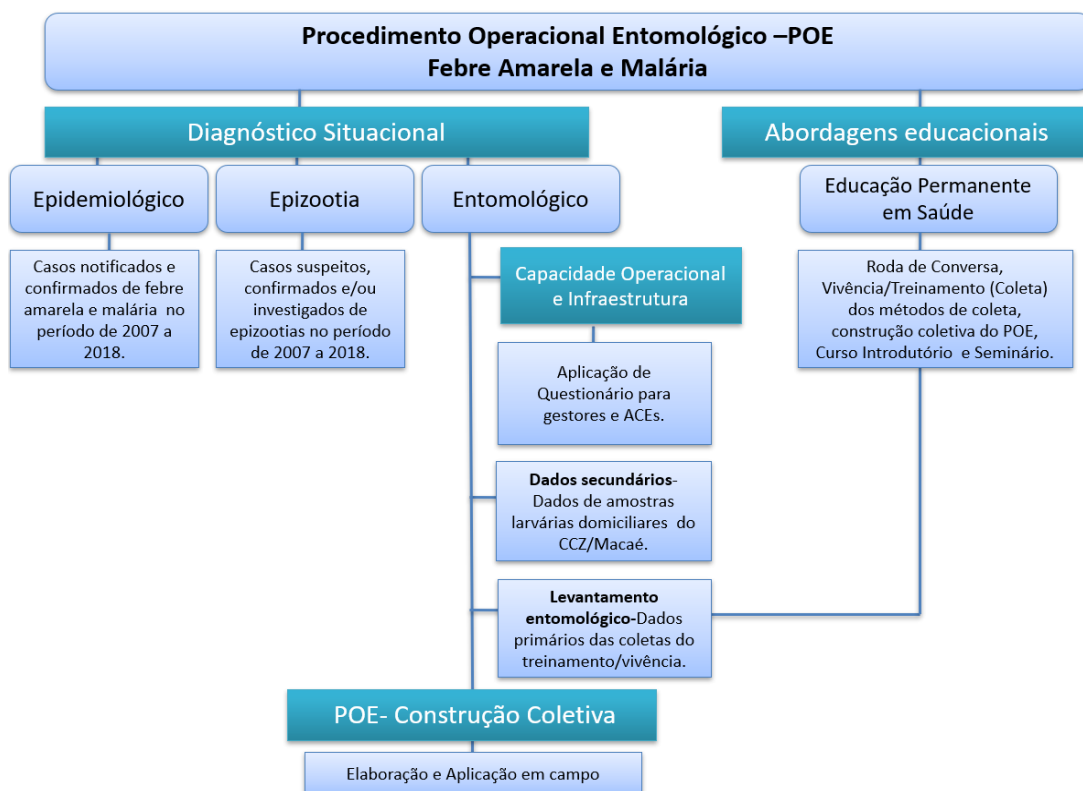 Procedimento Operacional Entomológico –POE
Febre Amarela e Malária
Diagnóstico Situacional
Abordagens educacionais
Epidemiológico
Epizootia
Entomológico
Educação Permanente
em Saúde
Casos notificados e
confirmados de febre
amarela e malária no
período de 2007 a
2018.
Casos suspeitos,
confirmados e/ou
investigados de
epizootias no período
de 2007 a 2018.
Capacidade Operacional
e Infraestrutura
Roda de Conversa,
Vivência/Treinamento (Coleta)
dos métodos de coleta,
construção coletiva do POE,
Curso Introdutório e Seminário.
Aplicação de
Questionário para
gestores e ACEs.
Dados secundários-
Dados de amostras
larvárias domiciliares do
CCZ/Macaé.
Levantamento
entomológico-Dados
primários das coletas do
treinamento/vivência.
POE- Construção Coletiva
Elaboração e Aplicação em campo